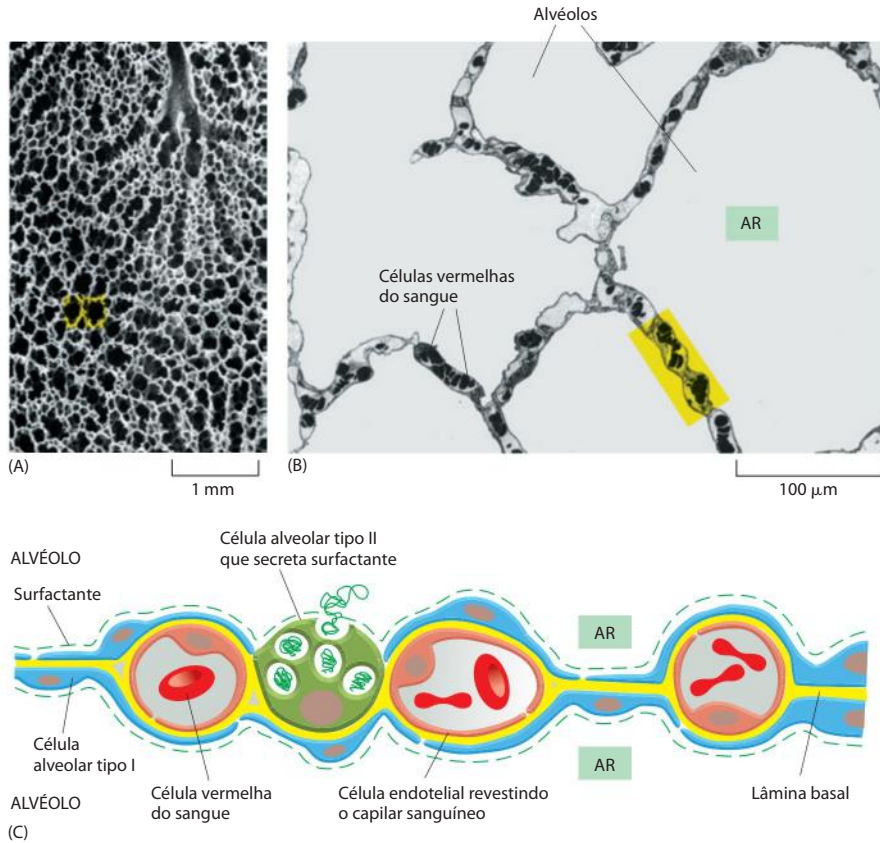 Alvéolos
AR
Células vermelhas
do sangue
(A)
1 mm
(B)
100 μm
Célula alveolar tipo II
que secreta surfactante
ALVÉOLO
Surfactante
AR
Célula
alveolar tipo I
Célula vermelha
do sangue
Célula endotelial revestindo
o capilar sanguíneo
AR
Lâmina basal
ALVÉOLO
(C)